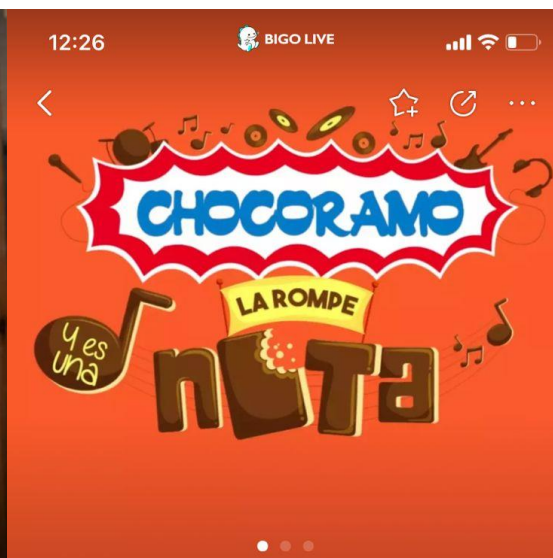 12:26
BIGO LIVE
CHOCORAMO
LA ROMPE
y es
una
nOTa